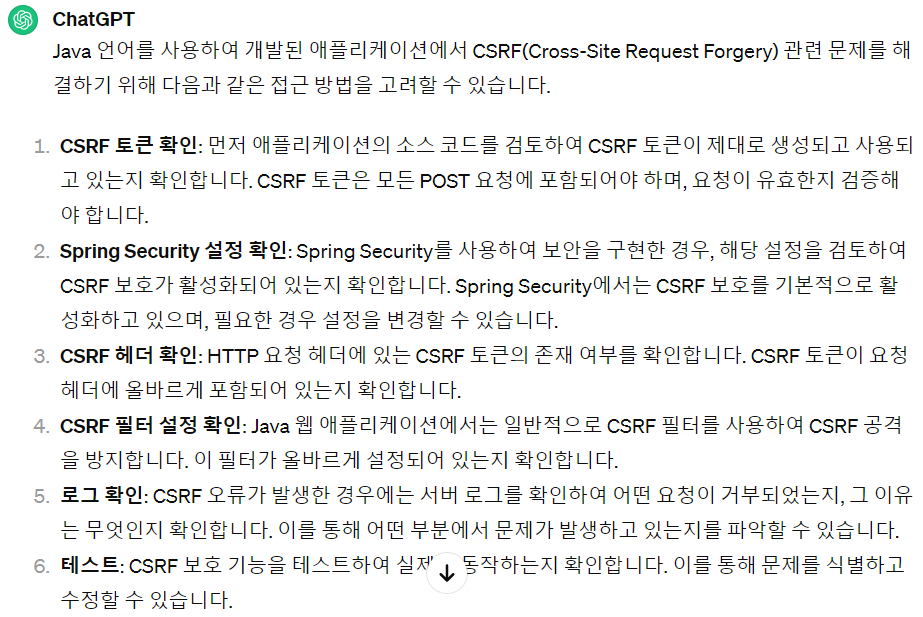 ChatGPT
Java 언어를 사용하여 개발된 애플리케이션에서 CSRF(Cross-Site Request Forgery) 관련 문제를 해
결하기 위해 다음과 같은 접근 방법을 고려할 수 있습니다.
1. CSRF 토큰 확인: 먼저 애플리케이션의 소스 코드를 검토하여 CSRF 토큰이 제대로 생성되고 사용되
고 있는지 확인합니다. CSRF 토큰은 모든 POST 요청에 포함되어야 하며, 요청이 유효한지 검증해
야 합니다.
2. Spring Security 설정 확인: Spring Security를 사용하여 보안을 구현한 경우, 해당 설정을 검토하여
CSRF 보호가 활성화되어 있는지 확인합니다. Spring Security에서는 CSRF 보호를 기본적으로 활
성화하고 있으며, 필요한 경우 설정을 변경할 수 있습니다.
3. CSRF 헤더 확인: HTTP 요청 헤더에 있는 CSRF 토큰의 존재 여부를 확인합니다. CSRF 토큰이 요청
헤더에 올바르게 포함되어 있는지 확인합니다.
4. CSRF 필터 설정 확인: Java 웹 애플리케이션에서는 일반적으로 CSRF 필터를 사용하여 CSRF 공격
을 방지합니다. 이 필터가 올바르게 설정되어 있는지 확인합니다.
5. 로그 확인: CSRF 오류가 발생한 경우에는 서버 로그를 확인하여 어떤 요청이 거부되었는지, 그 이유
는 무엇인지 확인합니다. 이를 통해 어떤 부분에서 문제가 발생하고 있는지를 파악할 수 있습니다.
6. 테스트: CSRF 보호 기능을 테스트하여 동작하는지 확인합니다. 이를 통해 문제를 식별하고
수정할 수 있습니다.